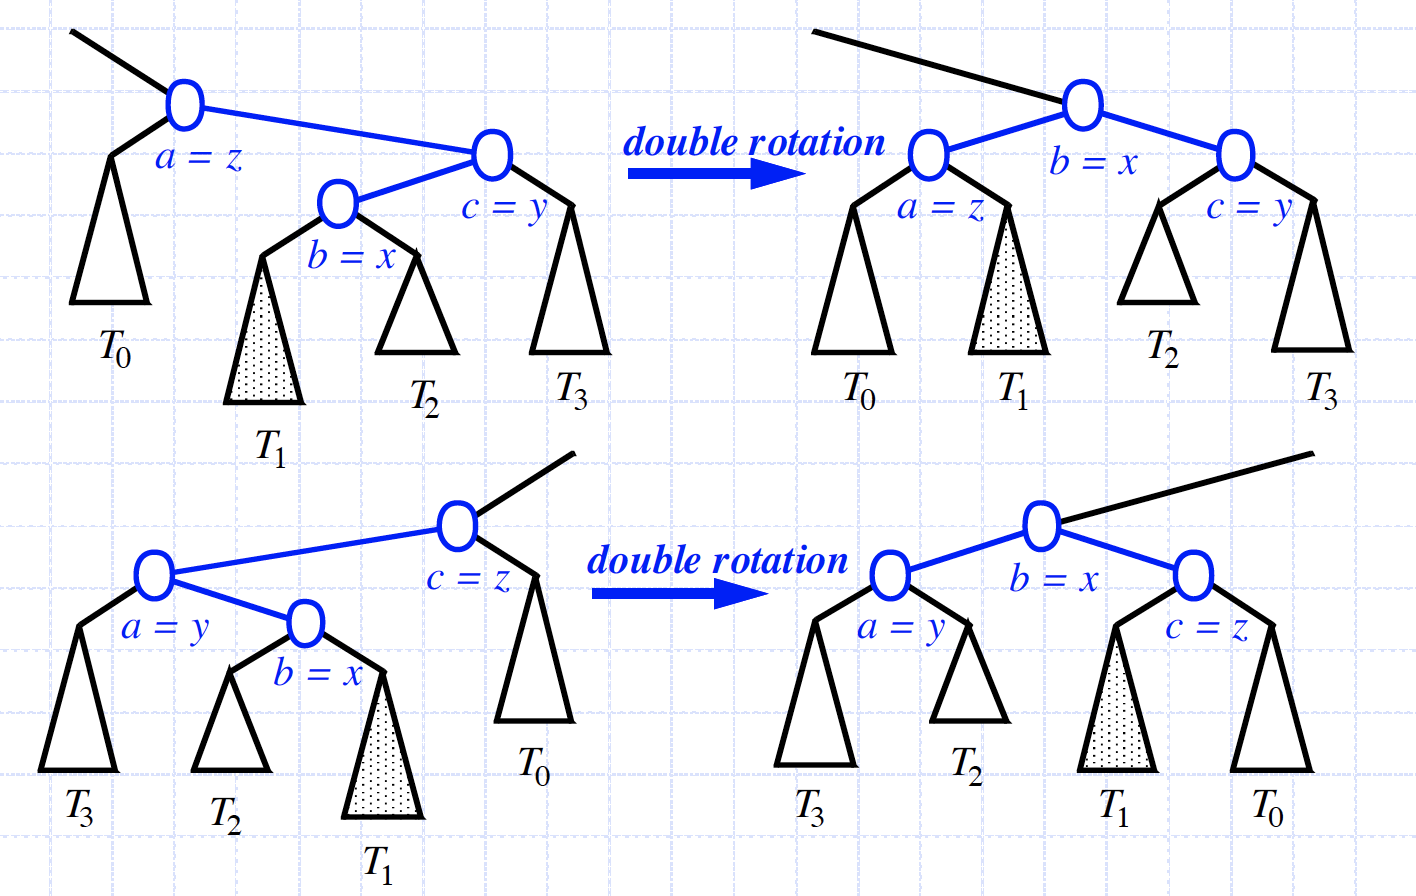 double rotation
a = z
b = x
c = y
a = z
b = x
c = y
T0
T1
T2
T3
T0
T1
T2
T3
double rotation
c = z
a = y
b = x
b = x
a = y
c = z
T3
T2
T1
T0
T3
T2
T1
T0